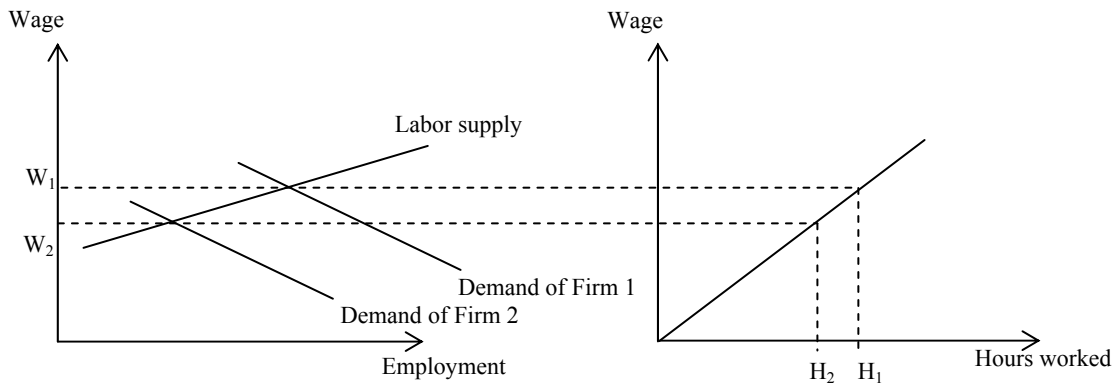 Wage
Wage
Labor supply
W₁
W₂
Demand of Firm 1
Demand of Firm 2
Employment
Hours worked
H₂ H₁